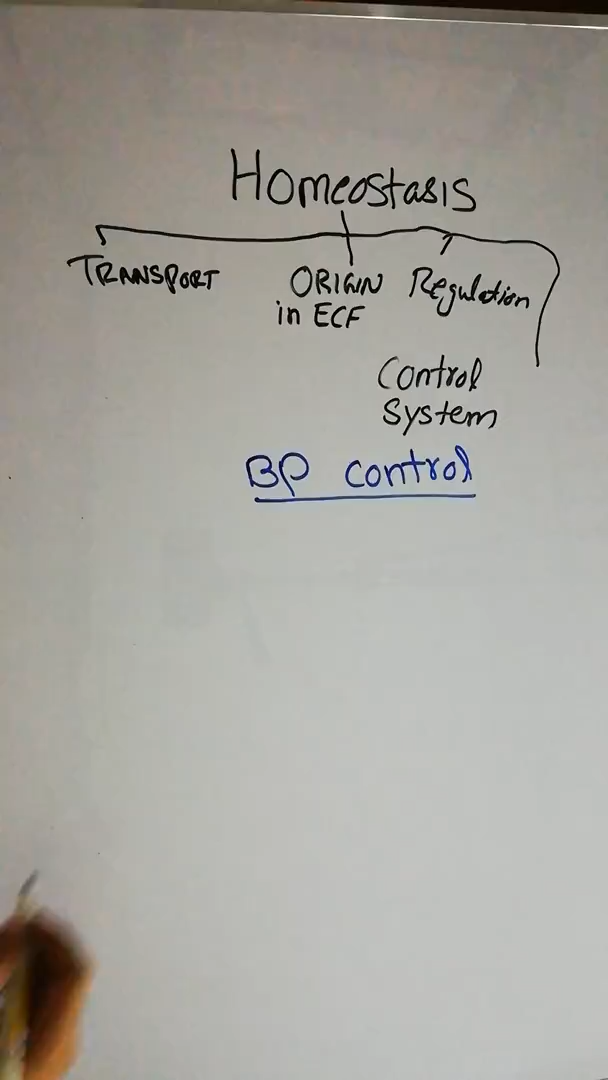 Homeostasis
TRANSPORT
ORIGIN
in ECF
Regulation
Control
System
BP control